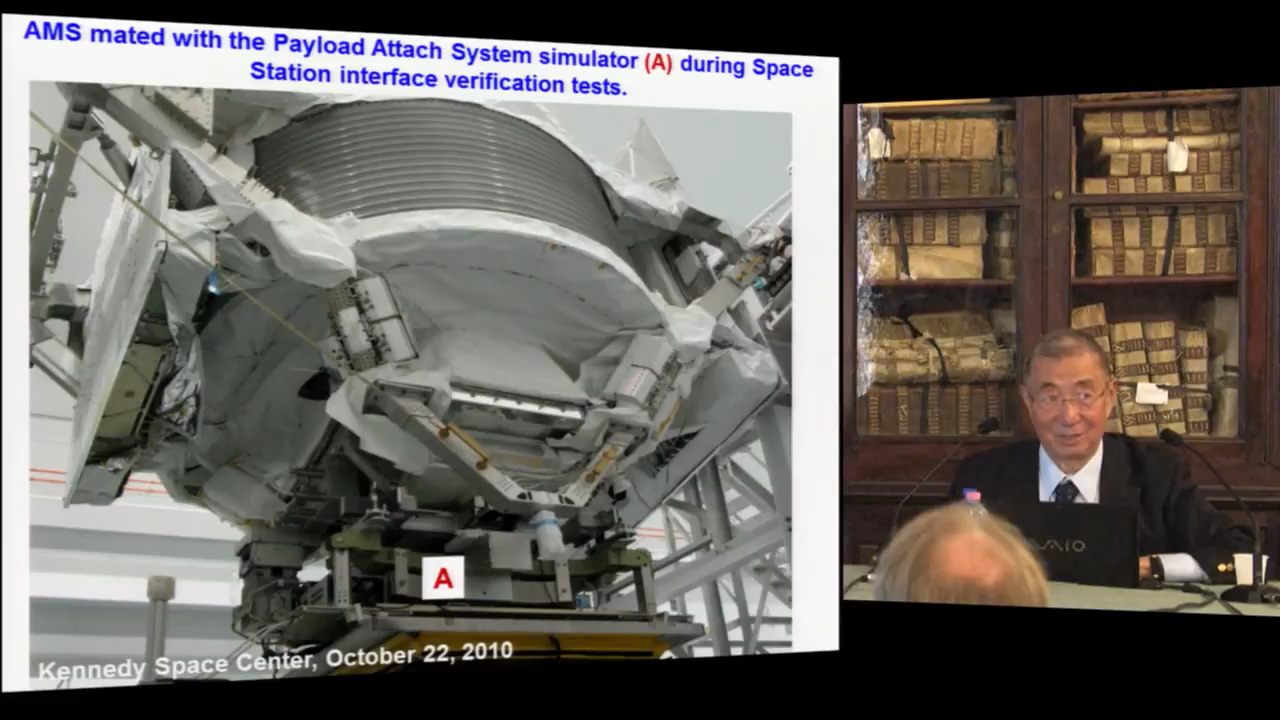 AMS mated with the Payload Attach System simulator (A) during Space
Station interface verification tests.
A
Kennedy Space Center, October 22, 2010
VAIO